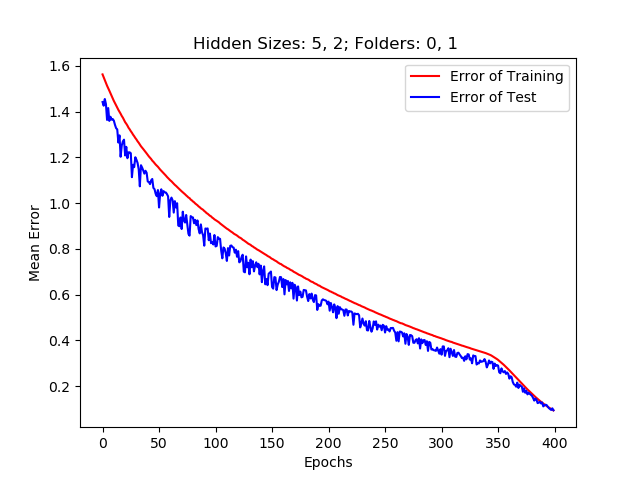 Hidden Sizes: 5, 2; Folders: 0, 1
Error of Training
Error of Test
Mean Error
1.6
1.4
1.2
1.0
0.8
0.6
0.4
0.2
0 50 100 150 200 250 300 350 400
Epochs